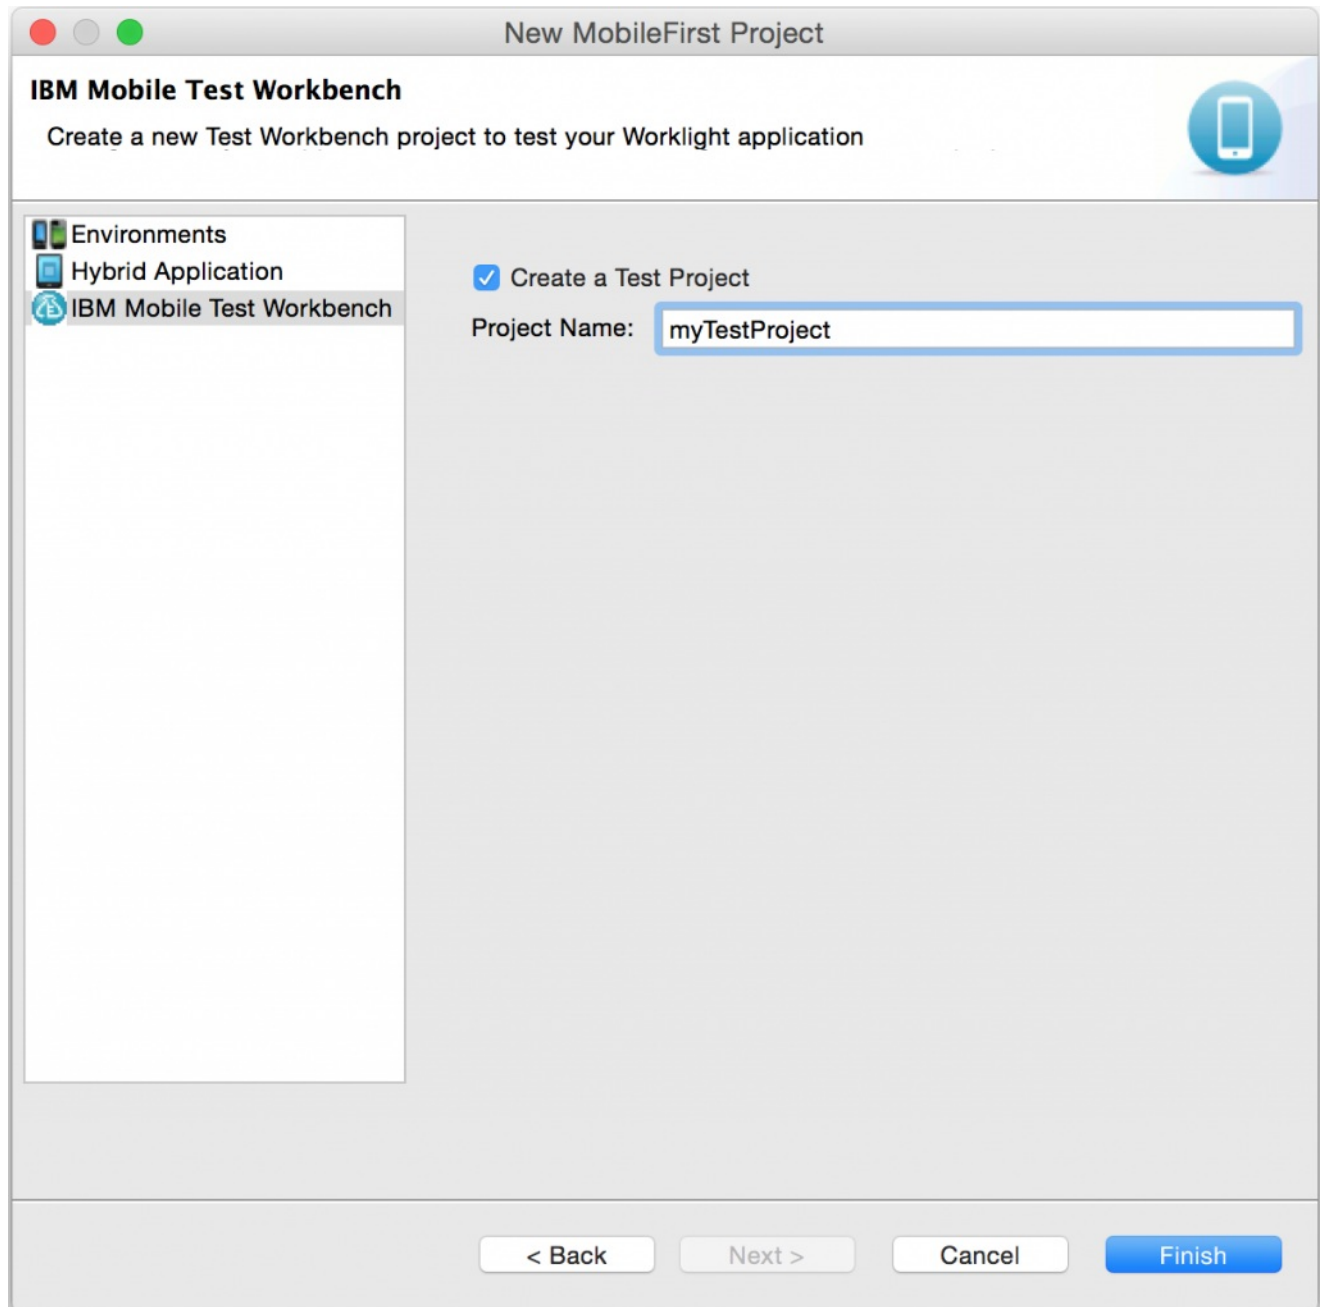 New MobileFirst Project
IBM Mobile Test Workbench
Create a new Test Workbench project to test your Worklight application
Environments
Hybrid Application
IBM Mobile Test Workbench
Create a Test Project
Project Name: myTestProject
< Back Next > Cancel Finish